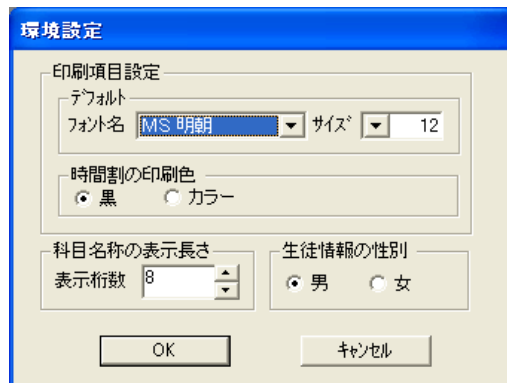 環境設定
印刷項目設定
ﾃﾞﾌｫﾙﾄ
ﾌｫﾝﾄ名 MS 明朝 ｻｲｽﾞ 12
時間割の印刷色
黒 カラー
科目名称の表示長さ 生徒情報の性別
表示桁数 8 男 女
OK ｷｬﾝｾﾙ